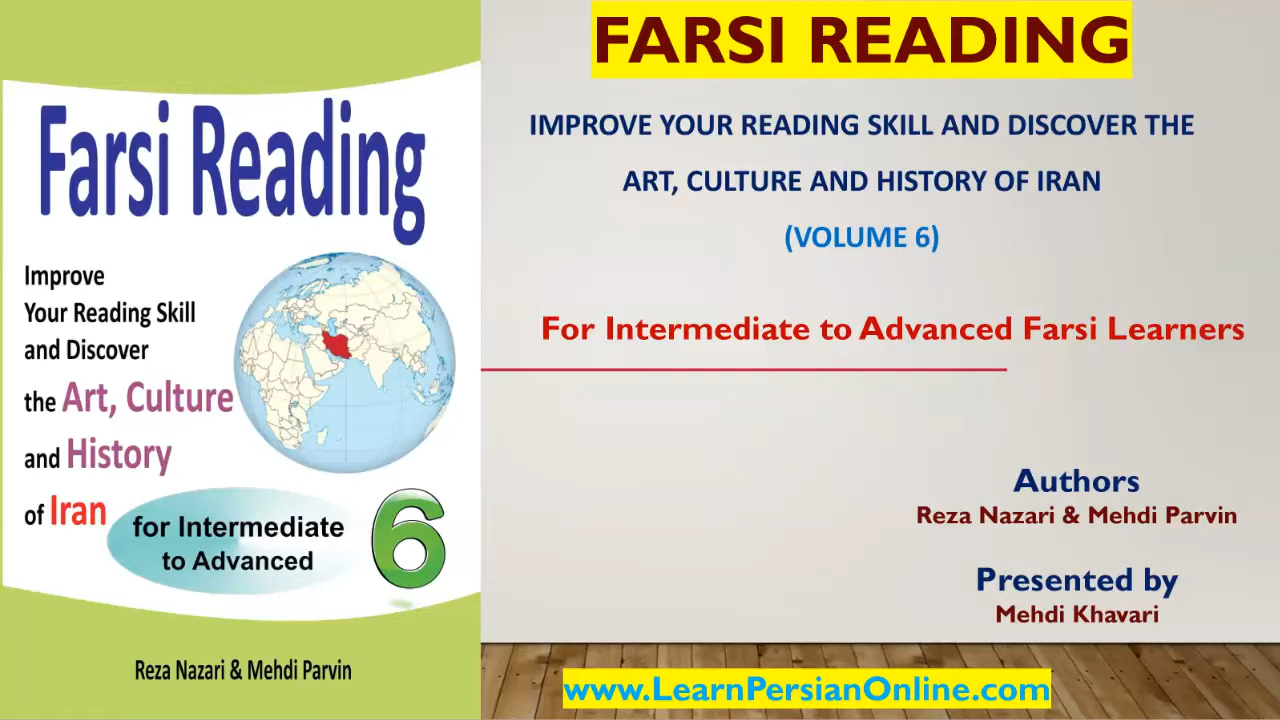 Farsi Reading
Improve
Your Reading Skill
and Discover
the Art, Culture
and History
of Iran
for Intermediate
to Advanced
6
Reza Nazari & Mehdi Parvin
FARSI READING
IMPROVE YOUR READING SKILL AND DISCOVER THE
ART, CULTURE AND HISTORY OF IRAN
(VOLUME 6)
For Intermediate to Advanced Farsi Learners
Authors
Reza Nazari & Mehdi Parvin
Presented by
Mehdi Khavari
www.LearnPersianOnline.com